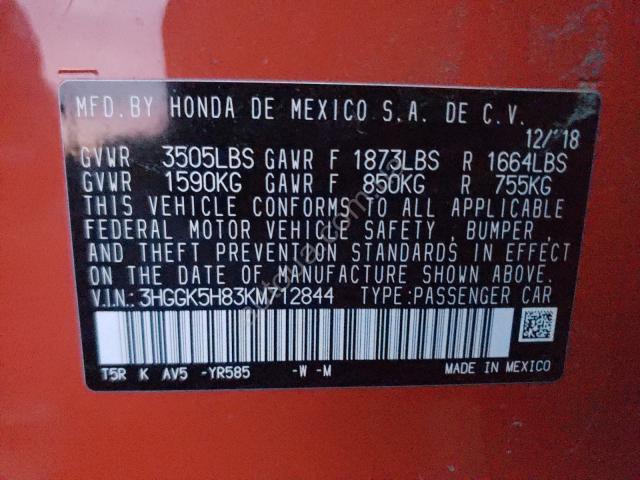 MFD. BY HONDA DE MEXICO S.A. DE C.V.
12/'18
GVWR 3505LBS GAWR F 1873LBS R 1664LBS
GVWR 1590KG GAWR F 850KG R 755KG
THIS VEHICLE CONFORMS TO ALL APPLICABLE
FEDERAL MOTOR VEHICLE SAFETY , BUMPER ,
AND THEFT PREVENTION STANDARDS IN EFFECT
ON THE DATE OF MANUFACTURE SHOWN ABOVE.
V.I.N.:3HGGK5H83KM712844 TYPE:PASSENGER CAR
T5R K AV5 -YR585 -W -M MADE IN MEXICO